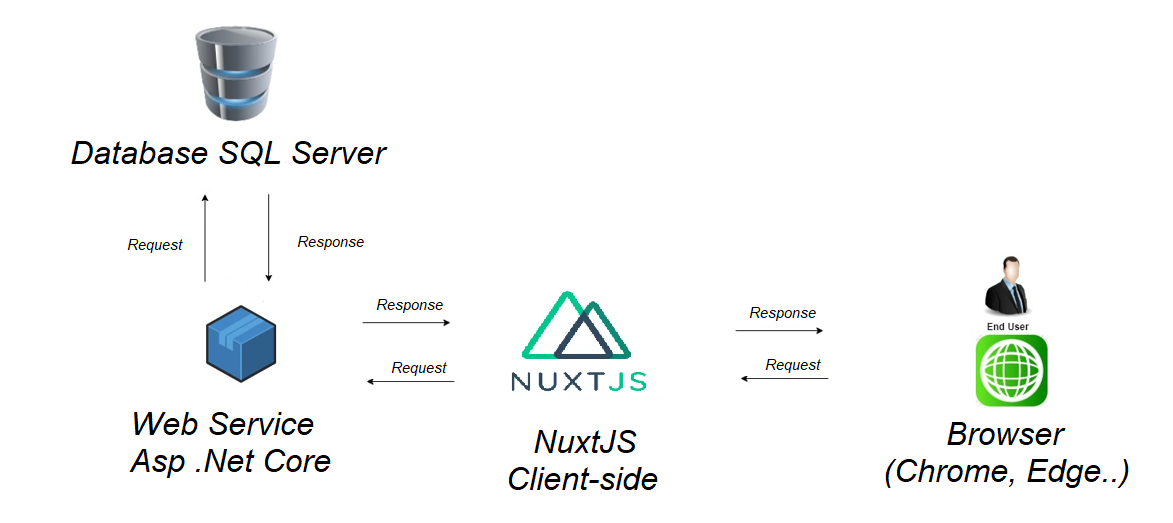 Database SQL Server
Request
Response
Response
Request
Web Service
Asp .Net Core
NUXTJS
NuxtJS
Client-side
Response
Request
End User
Browser
(Chrome, Edge..)